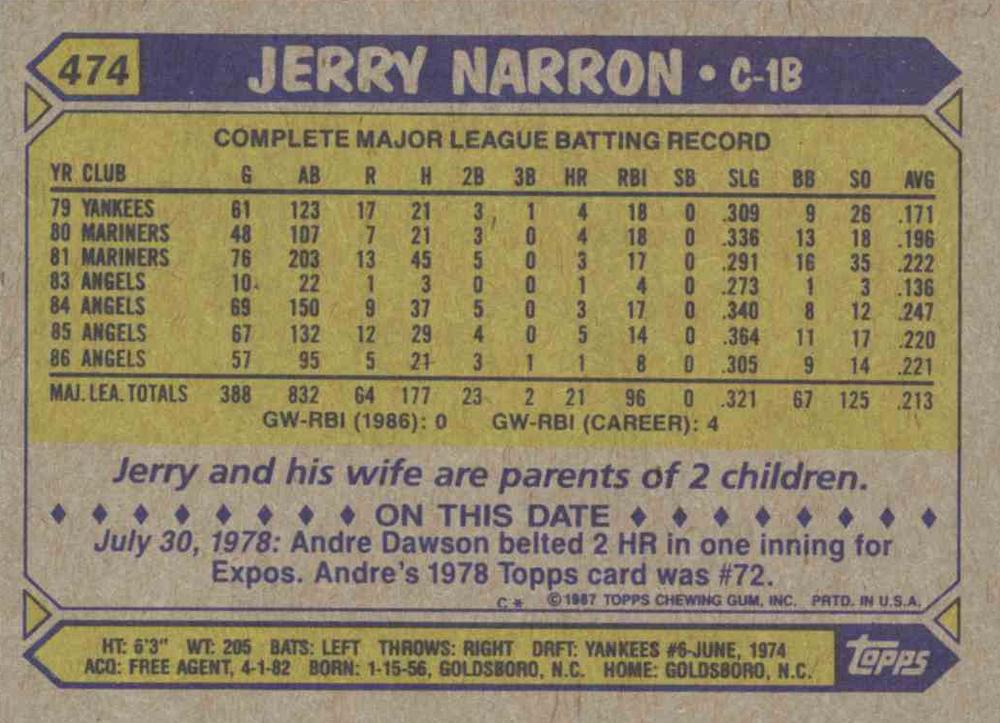 474 JERRY NARRON • C-1B
COMPLETE MAJOR LEAGUE BATTING RECORD
YR CLUB G AB R H 2B 3B HR RBI SB SLG BB SO AVG
79 YANKEES 61 123 17 21 3 1 4 18 0 .309 9 26 .171
80 MARINERS 48 107 7 21 3 0 4 18 0 .336 13 18 .196
81 MARINERS 76 203 13 45 5 0 3 17 0 .291 16 35 .222
83 ANGELS 10 22 1 3 0 0 1 4 0 .273 1 3 .136
84 ANGELS 69 150 9 37 5 0 3 17 0 .340 8 12 .247
85 ANGELS 67 132 12 29 4 0 5 14 0 .364 11 17 .220
86 ANGELS 57 95 5 21 3 1 1 8 0 .305 9 14 .221
MAJ. LEA. TOTALS 388 832 64 177 23 2 21 96 0 .321 67 125 .213
GW-RBI (1986): 0 GW-RBI (CAREER): 4
Jerry and his wife are parents of 2 children.
♦ ♦ ♦ ♦ ♦ ♦ ♦ ♦ ON THIS DATE ♦ ♦ ♦ ♦ ♦ ♦ ♦ ♦
July 30, 1978: Andre Dawson belted 2 HR in one inning for
Expos. Andre's 1978 Topps card was #72.
C* ©1987 TOPPS CHEWING GUM, INC. PRTD. IN U.S.A.
HT: 6'3" WT: 205 BATS: LEFT THROWS: RIGHT DRFT: YANKEES #6-JUNE, 1974
ACQ: FREE AGENT, 4-1-82 BORN: 1-15-56, GOLDSBORO, N.C. HOME: GOLDSBORO, N.C.
Topps